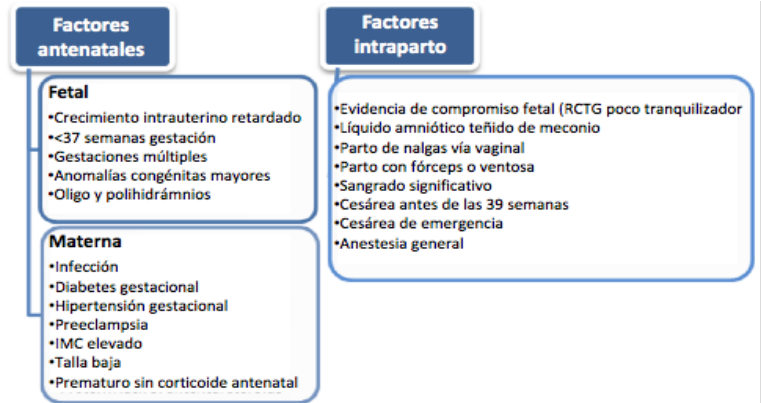 Factores
antenatales
Fetal
•Crecimiento intrauterino retardado
•<37 semanas gestación
•Gestaciones múltiples
•Anomalías congénitas mayores
•Oligo y polihidrámnios
Materna
•Infección
•Diabetes gestacional
•Hipertensión gestacional
•Preeclampsia
•IMC elevado
•Talla baja
•Prematuro sin corticoide antenatal
Factores
intraparto
•Evidencia de compromiso fetal (RCTG poco tranquilizador
•Líquido amniótico teñido de meconio
•Parto de nalgas vía vaginal
•Parto con fórceps o ventosa
•Sangrado significativo
•Cesárea antes de las 39 semanas
•Cesárea de emergencia
•Anestesia general